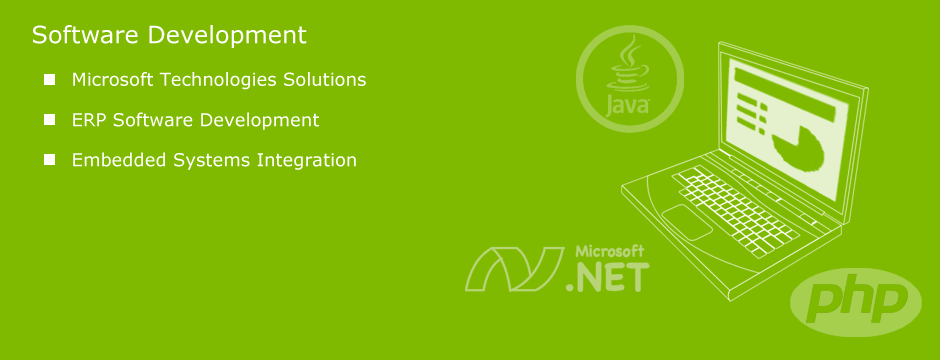 Software Development
Microsoft Technologies Solutions
ERP Software Development
Embedded Systems Integration
Java
Microsoft
.NET
php